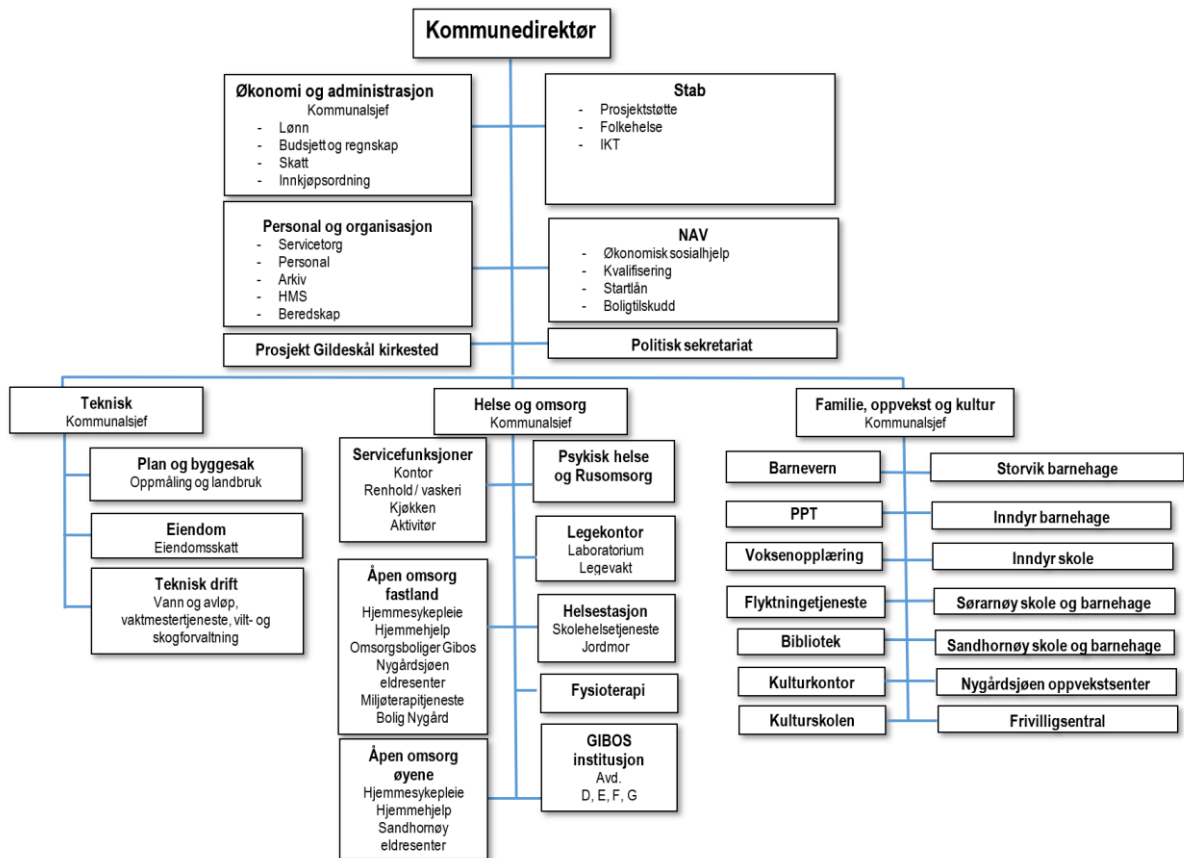 Kommunedirektør
Økonomi og administrasjon
Kommunalsjef
- Lønn
- Budsjett og regnskap
- Skatt
- Innkjøpsordning
Stab
- Prosjektstøtte
- Folkehelse
- IKT
Personal og organisasjon
- Servicetorg
- Personal
- Arkiv
- HMS
- Beredskap
NAV
- Økonomisk sosialhjelp
- Kvalifisering
- Startlån
- Boligtilskudd
Prosjekt Gildeskål kirkested
Politisk sekretariat
Teknisk
Kommunalsjef
Plan og byggesak
Oppmåling og landbruk
Eiendom
Eiendomsskatt
Teknisk drift
Vann og avløp,
vaktmestertjeneste, vilt- og
skogforvaltning
Helse og omsorg
Kommunalsjef
Servicefunksjoner
Kontor
Renhold / vaskeri
Kjøkken
Aktivitør
Psykisk helse
og Rusomsorg
Legekontor
Laboratorium
Legevakt
Åpen omsorg
fastland
Hjemmesykepleie
Hjemmehjelp
Omsorgsboliger Gibos
Nygårdsjøen
eldresenter
Miljøterapitjeneste
Bolig Nygård
Helsestasjon
Skolehelsetjeneste
Jordmor
Fysioterapi
Åpen omsorg
øyene
Hjemmesykepleie
Hjemmehjelp
Sandhornøy
eldresenter
GIBOS
institusjon
Avd.
D, E, F, G
Familie, oppvekst og kultur
Kommunalsjef
Barnevern
Storvik barnehage
PPT
Inndyr barnehage
Voksenopplæring
Inndyr skole
Flyktningetjeneste
Sørarnøy skole og barnehage
Bibliotek
Sandhornøy skole og barnehage
Kulturkontor
Nygårdsjøen oppvekstsenter
Kulturskolen
Frivilligsentral